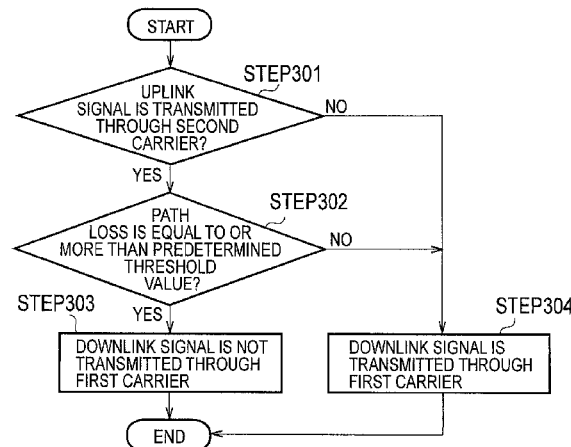 START
STEP301
UPLINK
SIGNAL IS TRANSMITTED
THROUGH SECOND
CARRIER?
NO
YES
STEP302
PATH
LOSS IS EQUAL TO OR
MORE THAN PREDETERMINED
THRESHOLD
VALUE?
NO
YES
STEP303
DOWNLINK SIGNAL IS NOT
TRANSMITTED THROUGH
FIRST CARRIER
STEP304
DOWNLINK SIGNAL IS
TRANSMITTED THROUGH
FIRST CARRIER
END